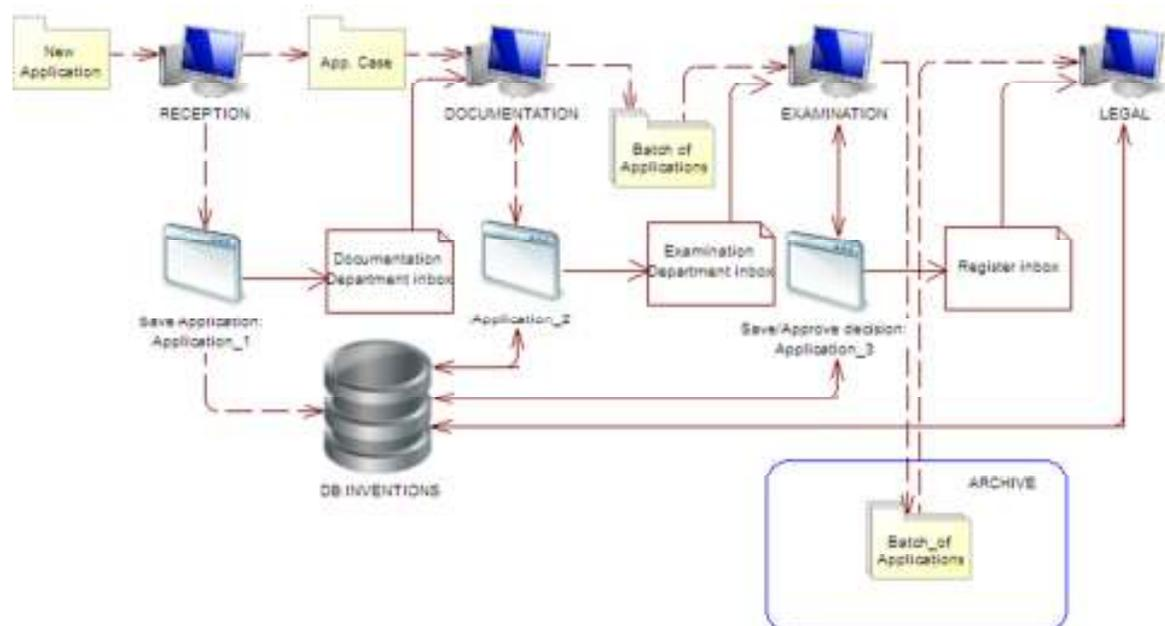 New
Application
App. Case
RECEPTION
DOCUMENTATION
Batch of
Applications
EXAMINATION
LEGAL
Documentation
Department inbox
Examination
Department inbox
Register inbox
Save Application:
Application_1
Application_2
Save/Approve decision:
Application_3
DB INVENTIONS
ARCHIVE
Batch_of
Applications